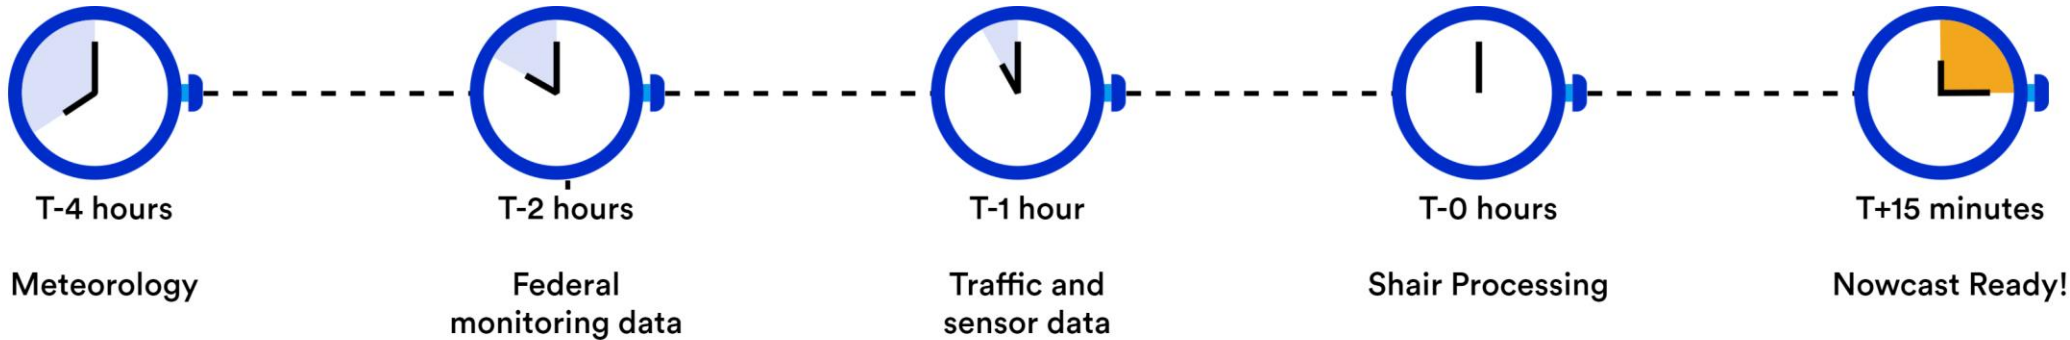 T-4 hours
T-2 hours
T-1 hour
T-0 hours
T+15 minutes
Meteorology
Federal
monitoring data
Traffic and
sensor data
Shair Processing
Nowcast Ready!